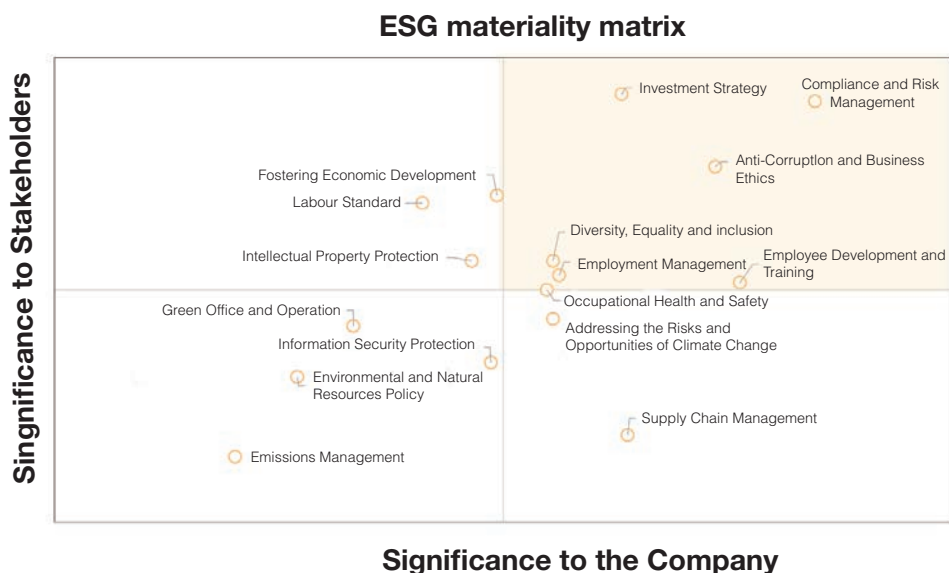 ESG materiality matrix
Singnificance to Stakeholders
Investment Strategy
Compliance and Risk
Management
Anti-Corruption and Business
Ethics
Fostering Economic Development
Labour Standard
Diversity, Equality and inclusion
Intellectual Property Protection
Employment Management
Employee Development and
Training
Occupational Health and Safety
Green Office and Operation
Addressing the Risks and
Opportunities of Climate Change
Information Security Protection
Environmental and Natural
Resources Policy
Supply Chain Management
Emissions Management
Significance to the Company